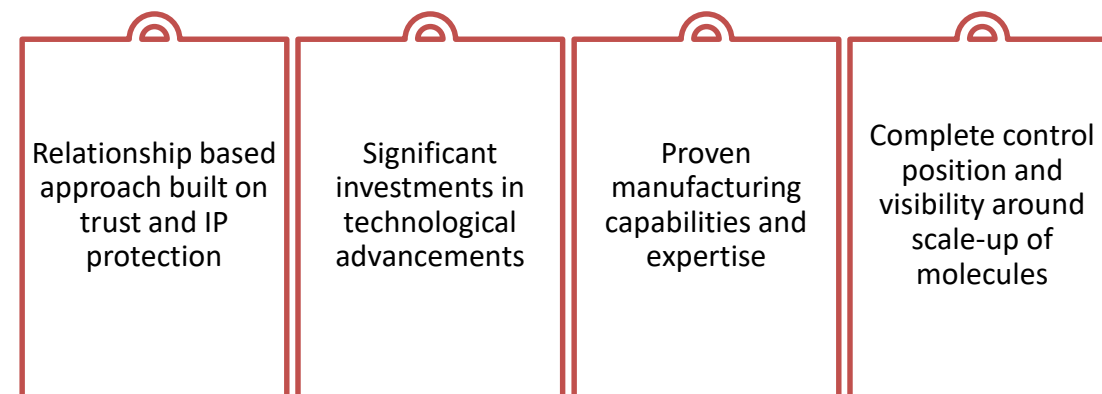 Relationship based
approach built on
trust and IP
protection
Significant
investments in
technological
advancements
Proven
manufacturing
capabilities and
expertise
Complete control
position and
visibility around
scale-up of
molecules